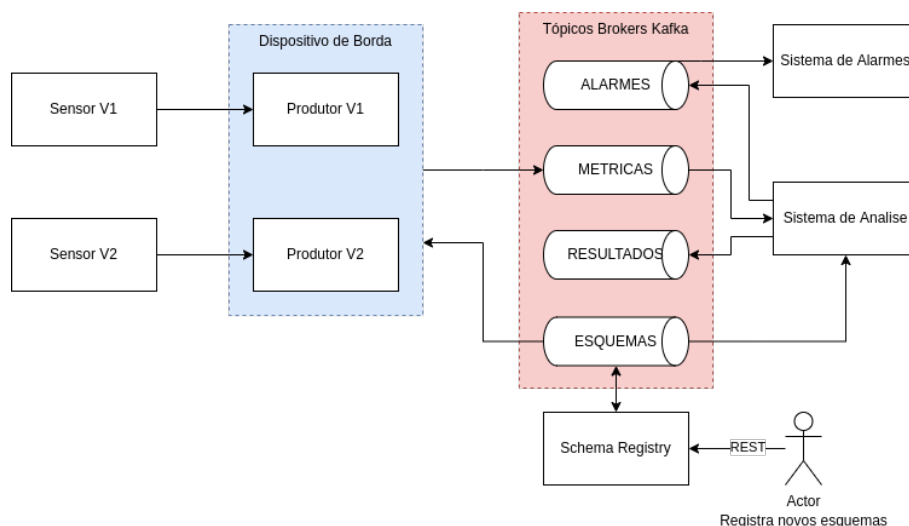 Dispositivo de Borda
Tópicos Brokers Kafka
Sensor V1
Produtor V1
ALARMES
Sistema de Alarmes
METRICAS
Sistema de Analise
Sensor V2
Produtor V2
RESULTADOS
ESQUEMAS
Schema Registry
REST
Actor
Registra novos esquemas